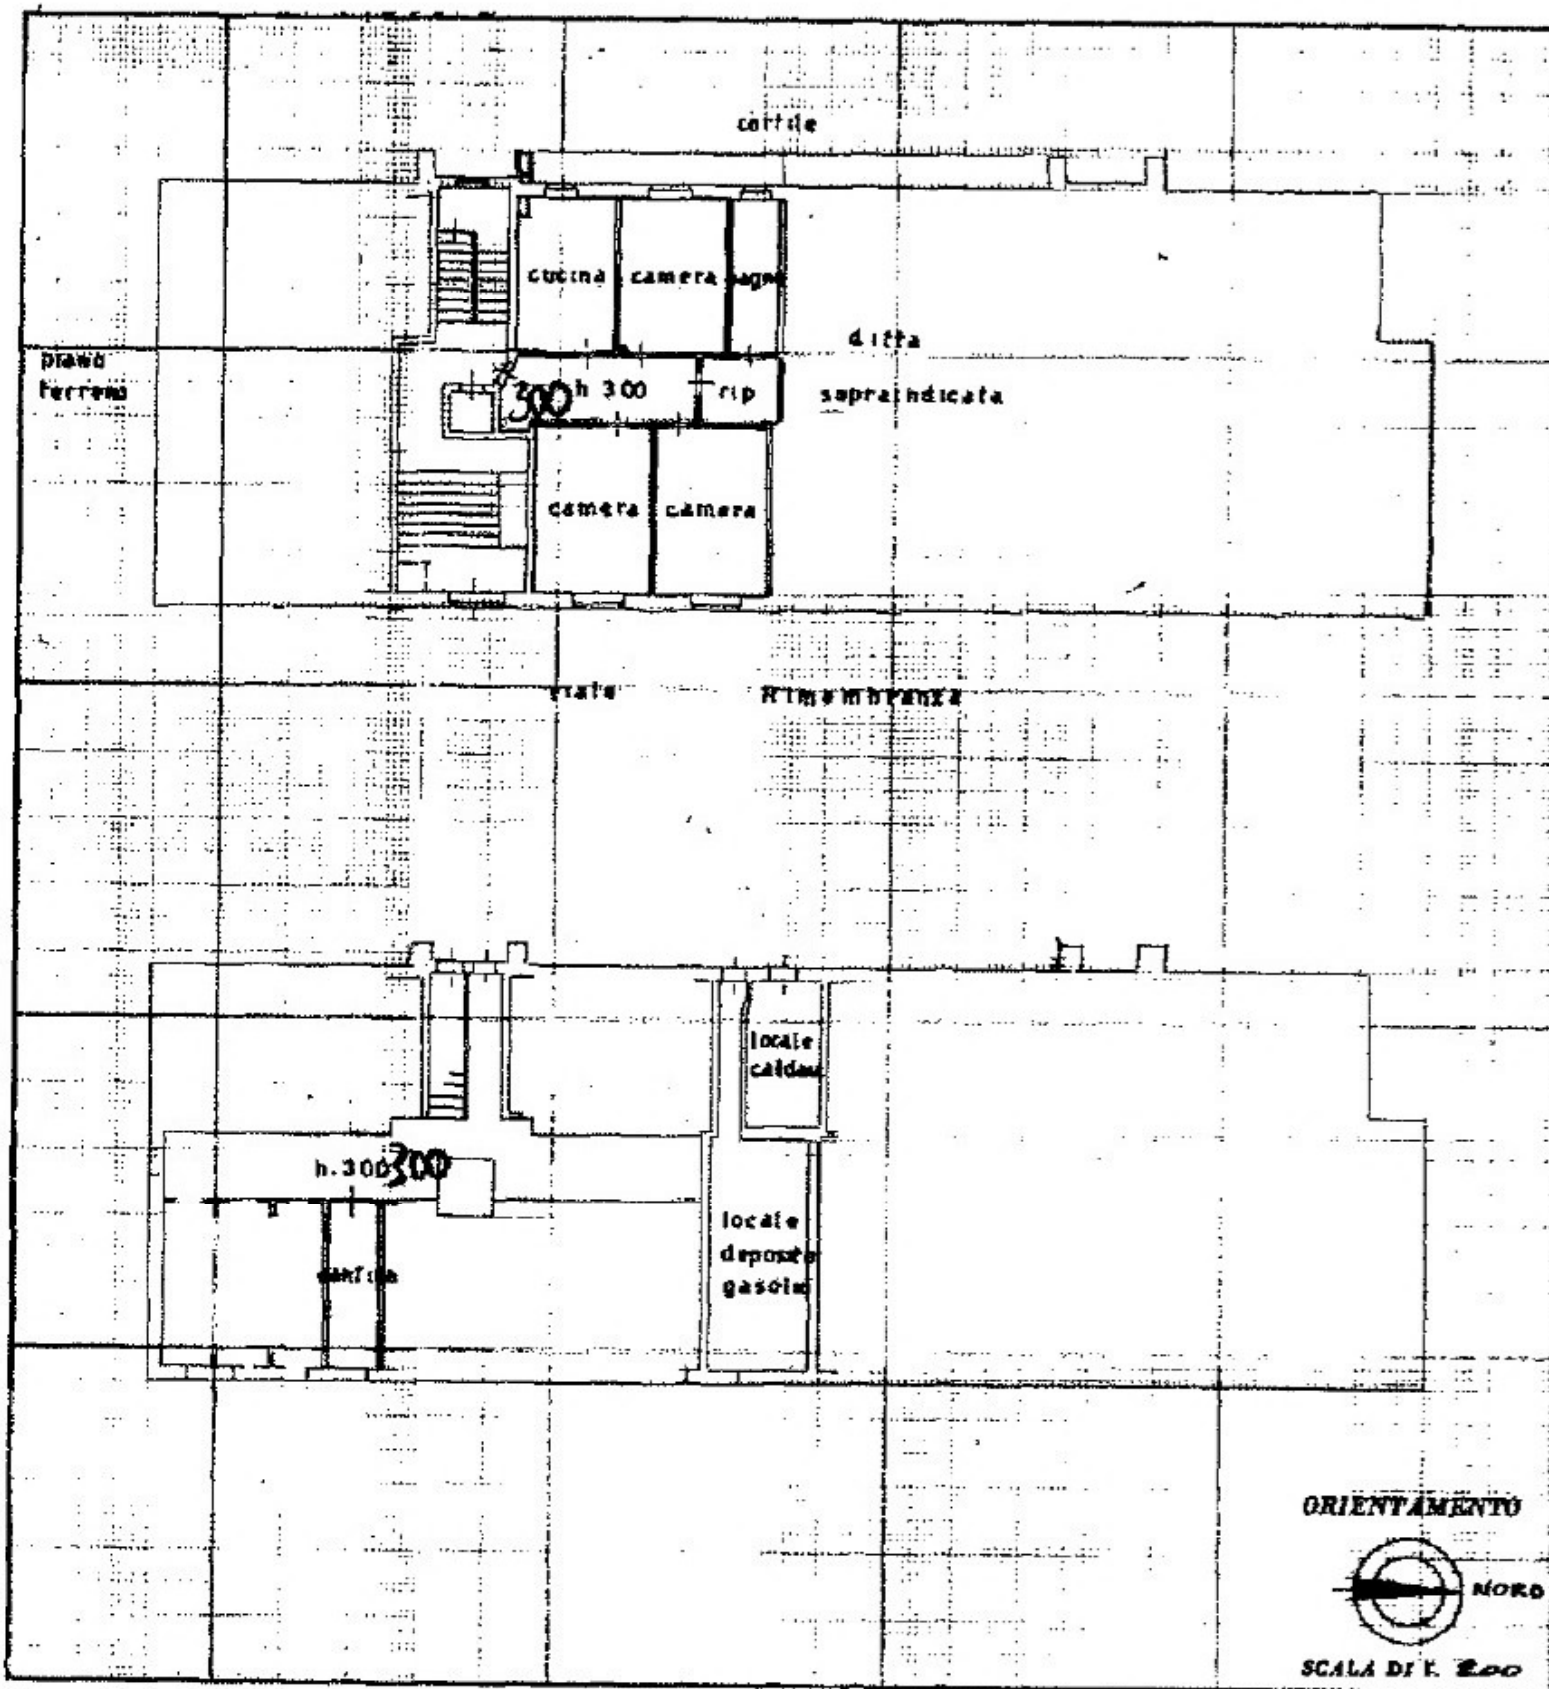 cortile
cucina camera bagno
ditta
piano
terreno
300 h 300 rip
sopraindicata
camera camera
viale Rimembranza
locale
caldaia
h. 300 300
locale
deposito
gasolio
cantina
ORIENTAMENTO
NORD
SCALA DI 1: 200